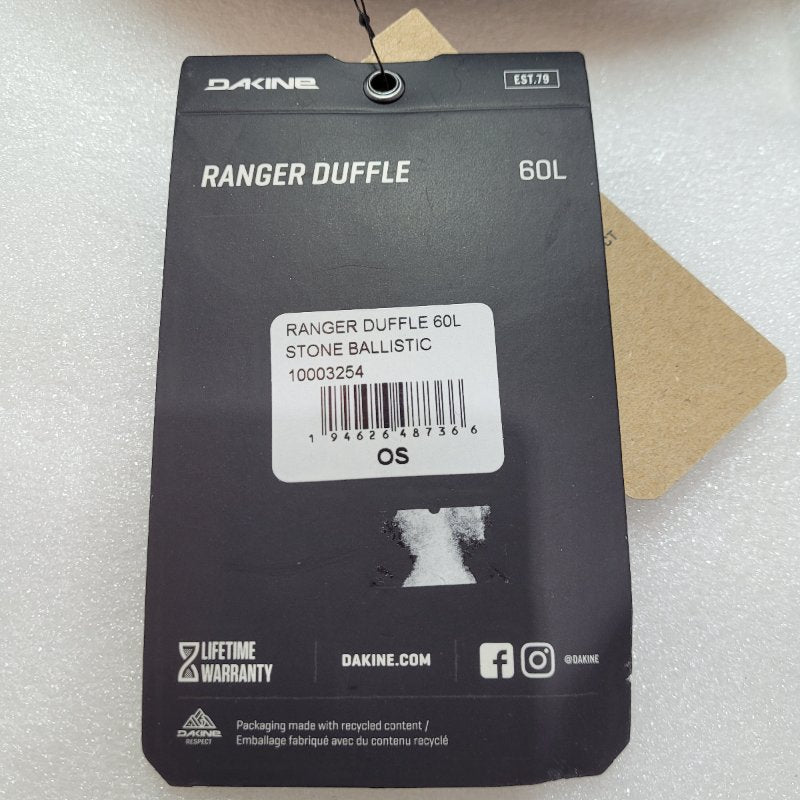 DAKINE
EST.79
RANGER DUFFLE 60L
CT
RANGER DUFFLE 60L
STONE BALLISTIC
10003254
1 94626 48736 6
OS
LIFETIME
WARRANTY
DAKINE.COM
@DAKINE
DAKINE
RESPECT
Packaging made with recycled content /
Emballage fabriqué avec du contenu recyclé